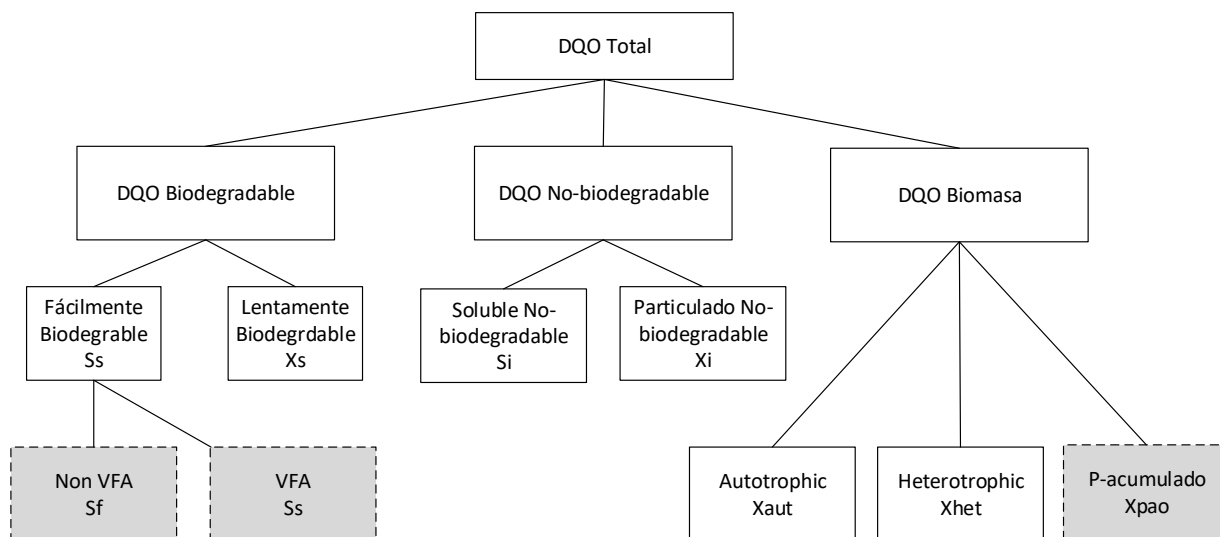 DQO Total
DQO Biodegradable
DQO No-biodegradable
DQO Biomasa
Fácilmente
Biodegrable
Ss
Lentamente
Biodegrdable
Xs
Soluble No-
biodegradable
Si
Particulado No-
biodegradable
Xi
Non VFA
Sf
VFA
Ss
Autotrophic
Xaut
Heterotrophic
Xhet
P-acumulado
Xpao